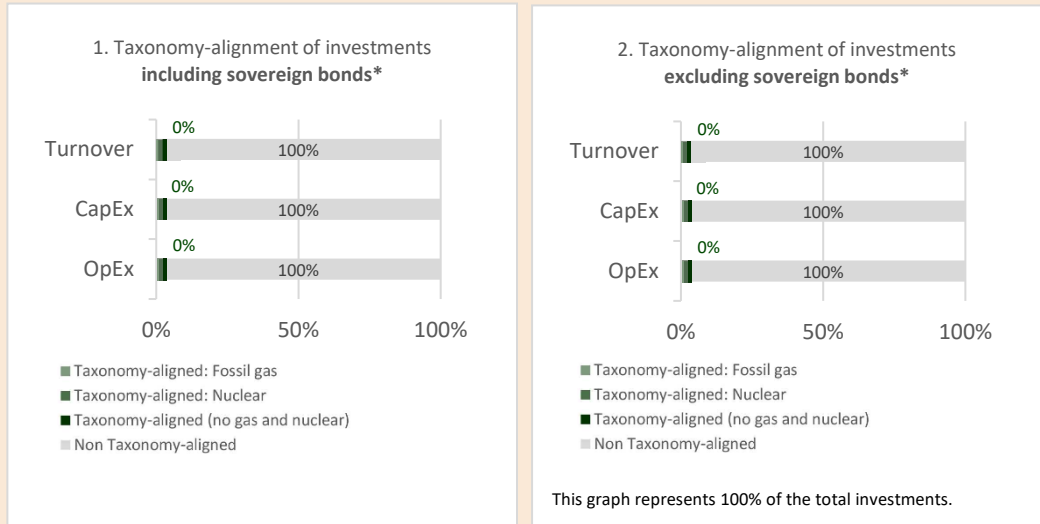 1. Taxonomy-alignment of investments
including sovereign bonds*
0%
Turnover
100%
0%
CapEx
100%
0%
OpEx
100%
0%
50%
100%
Taxonomy-aligned: Fossil gas
Taxonomy-aligned: Nuclear
Taxonomy-aligned (no gas and nuclear)
Non Taxonomy-aligned
2. Taxonomy-alignment of investments
excluding sovereign bonds*
0%
Turnover
100%
0%
CapEx
100%
0%
OpEx
100%
0%
50%
100%
Taxonomy-aligned: Fossil gas
Taxonomy-aligned: Nuclear
Taxonomy-aligned (no gas and nuclear)
Non Taxonomy-aligned
This graph represents 100% of the total investments.